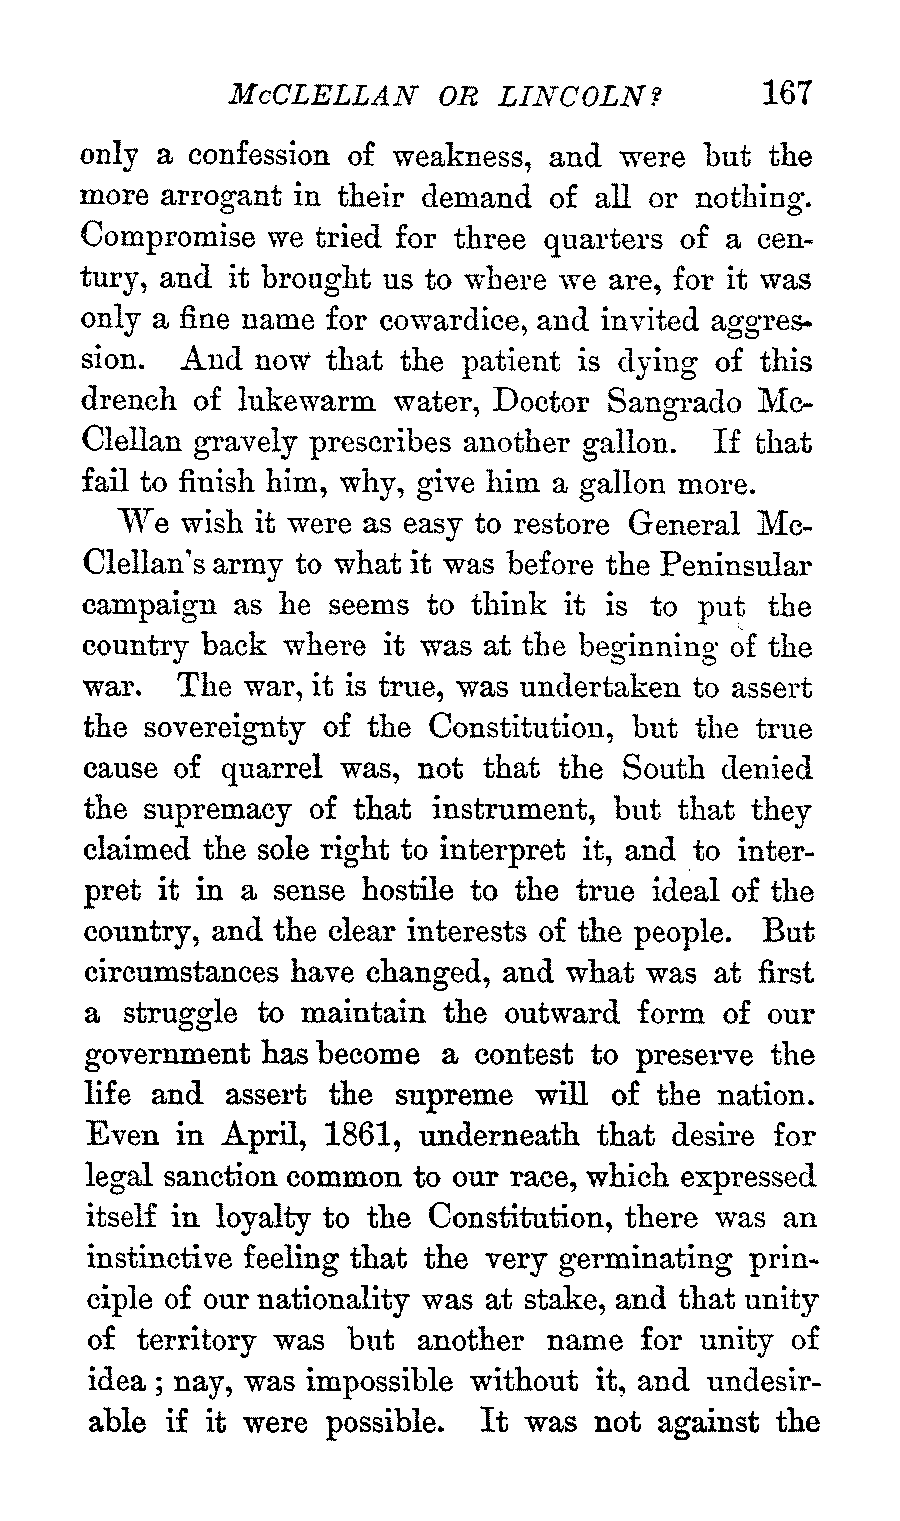 McCLELLAN OR LINCOLN? 167
only a confession of weakness, and were but the
more arrogant in their demand of all or nothing.
Compromise we tried for three quarters of a cen-
tury, and it brought us to where we are, for it was
only a fine name for cowardice, and invited aggres-
sion. And now that the patient is dying of this
drench of lukewarm water, Doctor Sangrado Mc-
Clellan gravely prescribes another gallon. If that
fail to finish him, why, give him a gallon more.
We wish it were as easy to restore General Mc-
Clellan's army to what it was before the Peninsular
campaign as he seems to think it is to put the
country back where it was at the beginning of the
war. The war, it is true, was undertaken to assert
the sovereignty of the Constitution, but the true
cause of quarrel was, not that the South denied
the supremacy of that instrument, but that they
claimed the sole right to interpret it, and to inter-
pret it in a sense hostile to the true ideal of the
country, and the clear interests of the people. But
circumstances have changed, and what was at first
a struggle to maintain the outward form of our
government has become a contest to preserve the
life and assert the supreme will of the nation.
Even in April, 1861, underneath that desire for
legal sanction common to our race, which expressed
itself in loyalty to the Constitution, there was an
instinctive feeling that the very germinating prin-
ciple of our nationality was at stake, and that unity
of territory was but another name for unity of
idea ; nay, was impossible without it, and undesir-
able if it were possible. It was not against the